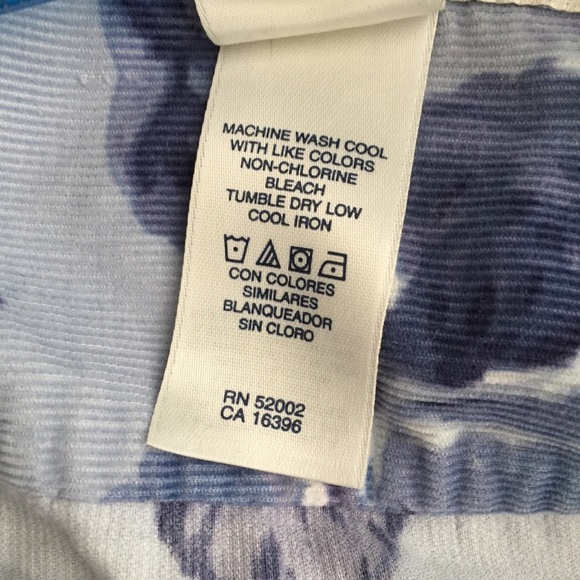 MACHINE WASH COOL
WITH LIKE COLORS
NON-CHLORINE
BLEACH
TUMBLE DRY LOW
COOL IRON
CON COLORES
SIMILARES
BLANQUEADOR
SIN CLORO
RN 52002
CA 16396